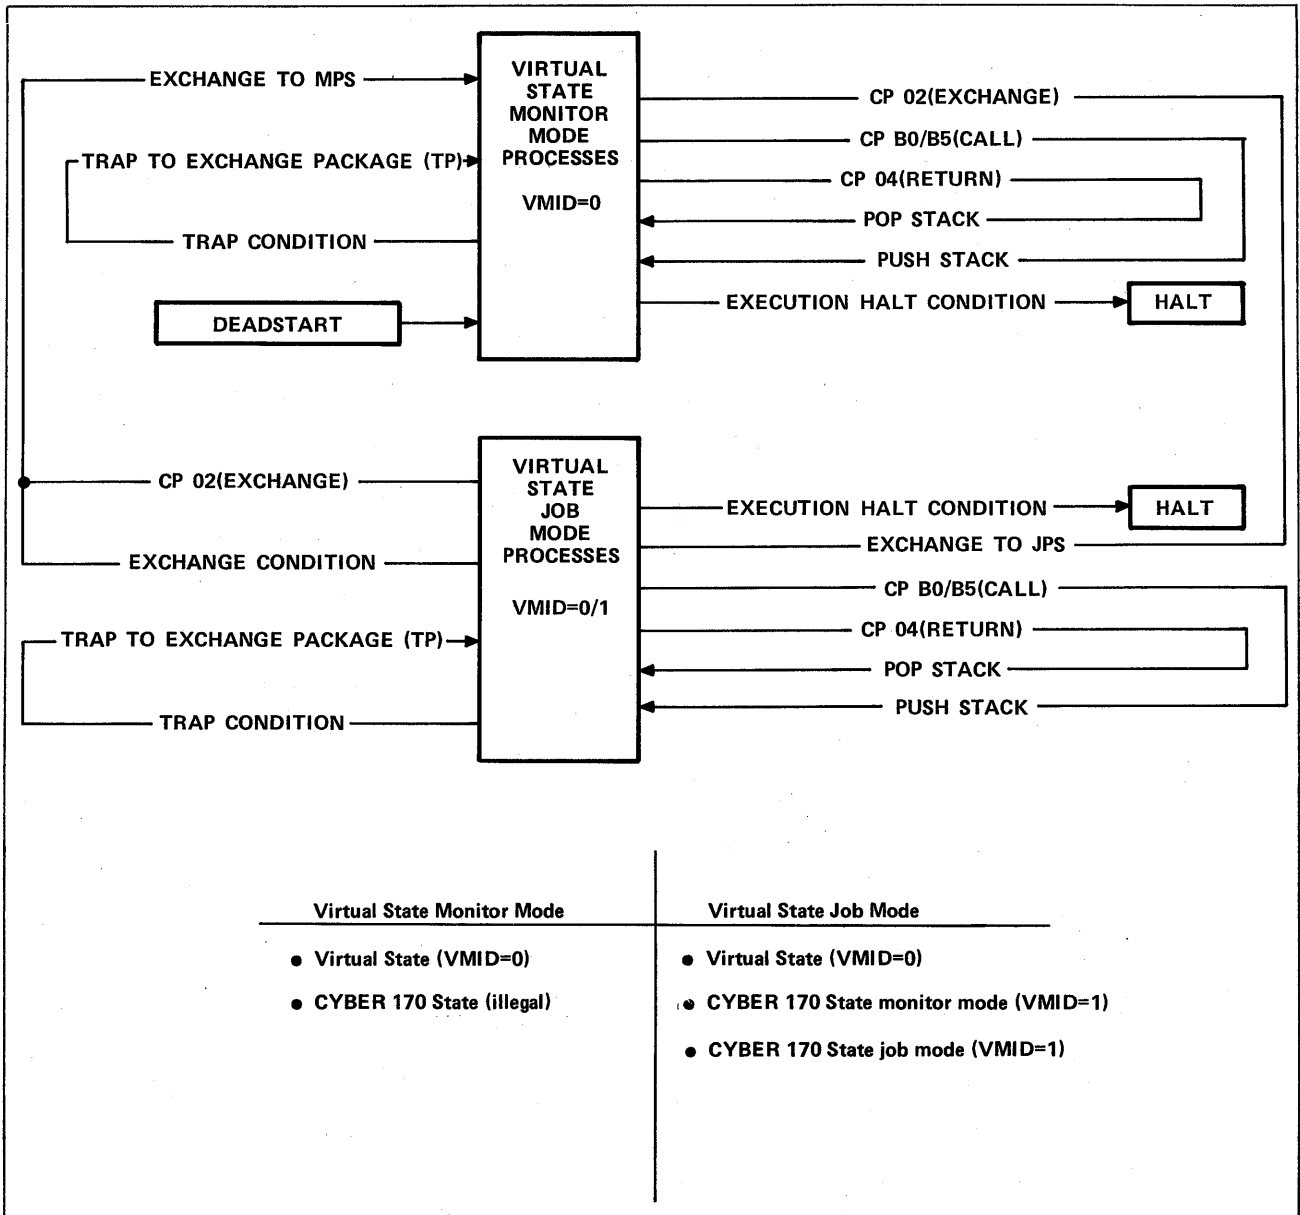 EXCHANGE TO MPS
TRAP TO EXCHANGE PACKAGE (TP)
TRAP CONDITION
DEADSTART
VIRTUAL
STATE
MONITOR
MODE
PROCESSES
VMID=0
CP 02(EXCHANGE)
CP B0/B5(CALL)
CP 04(RETURN)
POP STACK
PUSH STACK
EXECUTION HALT CONDITION
HALT
CP 02(EXCHANGE)
EXCHANGE CONDITION
TRAP TO EXCHANGE PACKAGE (TP)
TRAP CONDITION
VIRTUAL
STATE
JOB
MODE
PROCESSES
VMID=0/1
EXECUTION HALT CONDITION
HALT
EXCHANGE TO JPS
CP B0/B5(CALL)
CP 04(RETURN)
POP STACK
PUSH STACK
Virtual State Monitor Mode
● Virtual State (VMID=0)
● CYBER 170 State (illegal)
Virtual State Job Mode
● Virtual State (VMID=0)
● CYBER 170 State monitor mode (VMID=1)
● CYBER 170 State job mode (VMID=1)